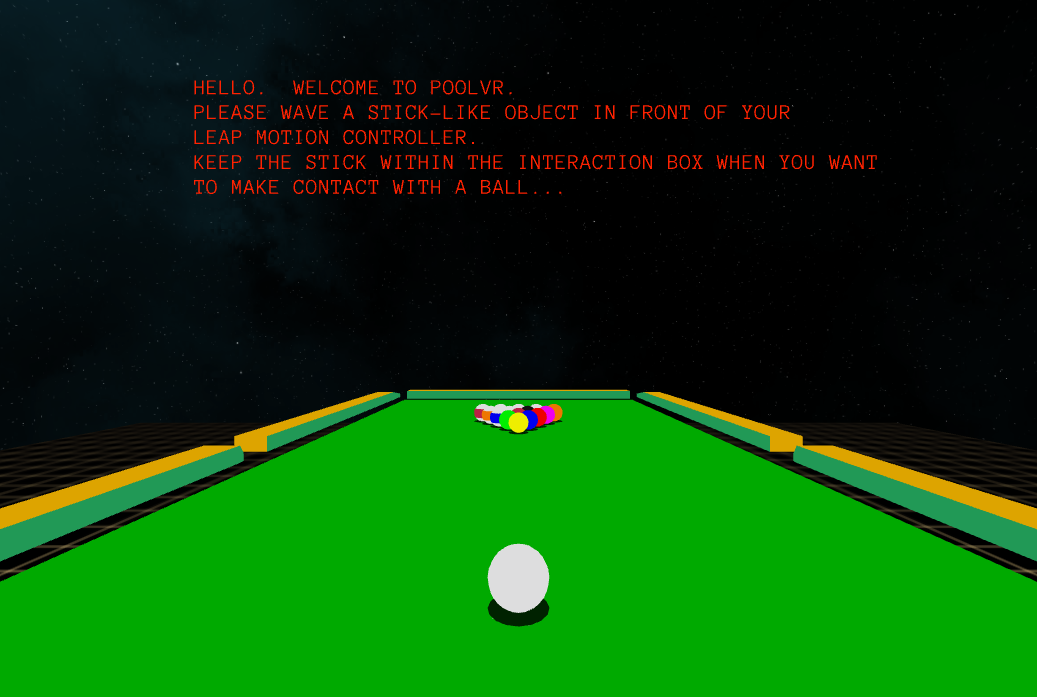 HELLO.  WELCOME TO POOLVR.
PLEASE WAVE A STICK-LIKE OBJECT IN FRONT OF YOUR
LEAP MOTION CONTROLLER.
KEEP THE STICK WITHIN THE INTERACTION BOX WHEN YOU WANT
TO MAKE CONTACT WITH A BALL...